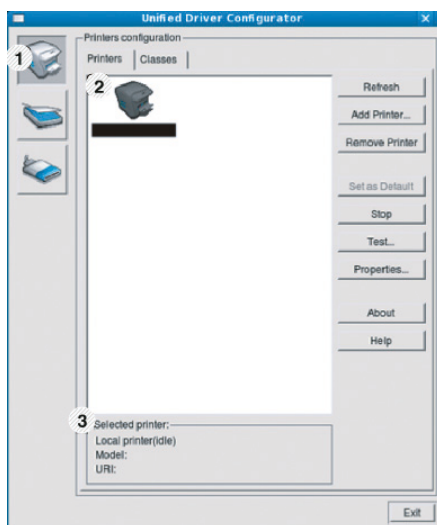 Unified Driver Configurator
Printers configuration
1
Printers
Classes
2
Refresh
Add Printer...
Remove Printer
Set as Default
Stop
Test...
Properties...
About
Help
3
Selected printer:
Local printer(idle)
Model:
URI:
Exit